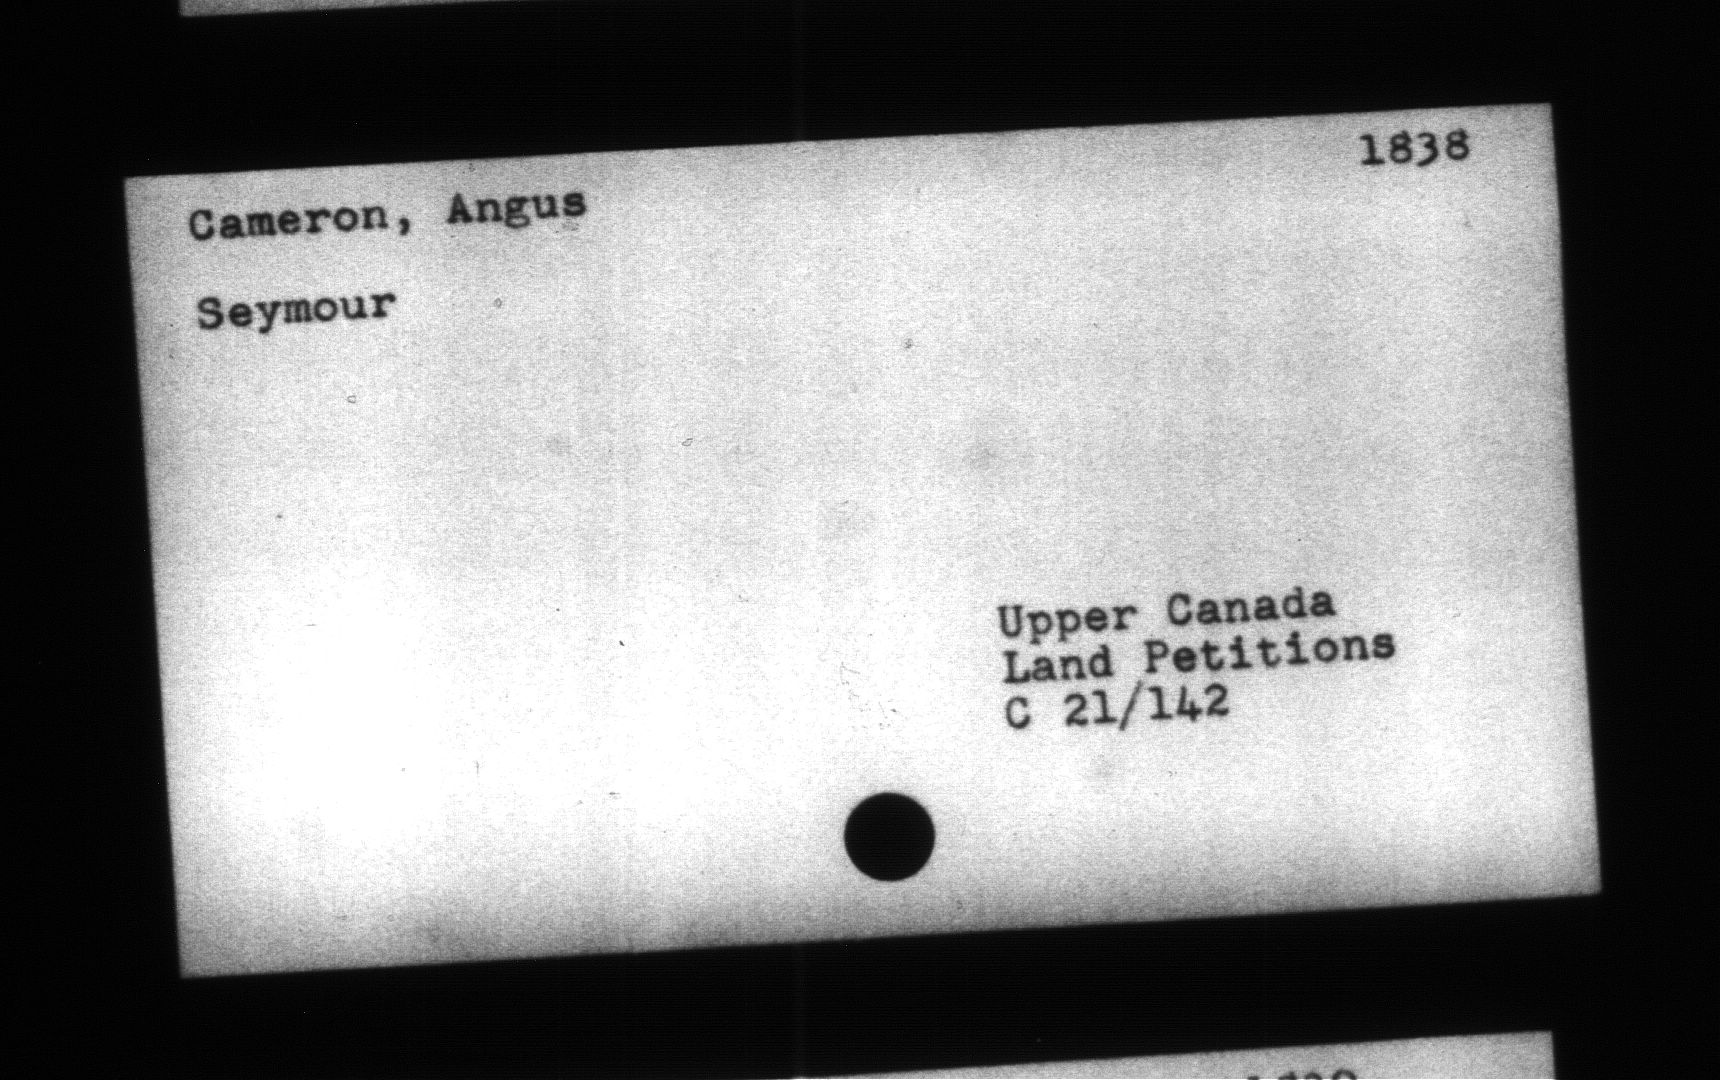 1838
Cameron, Angus
Seymour
Upper Canada
Land Petitions
C 21/142